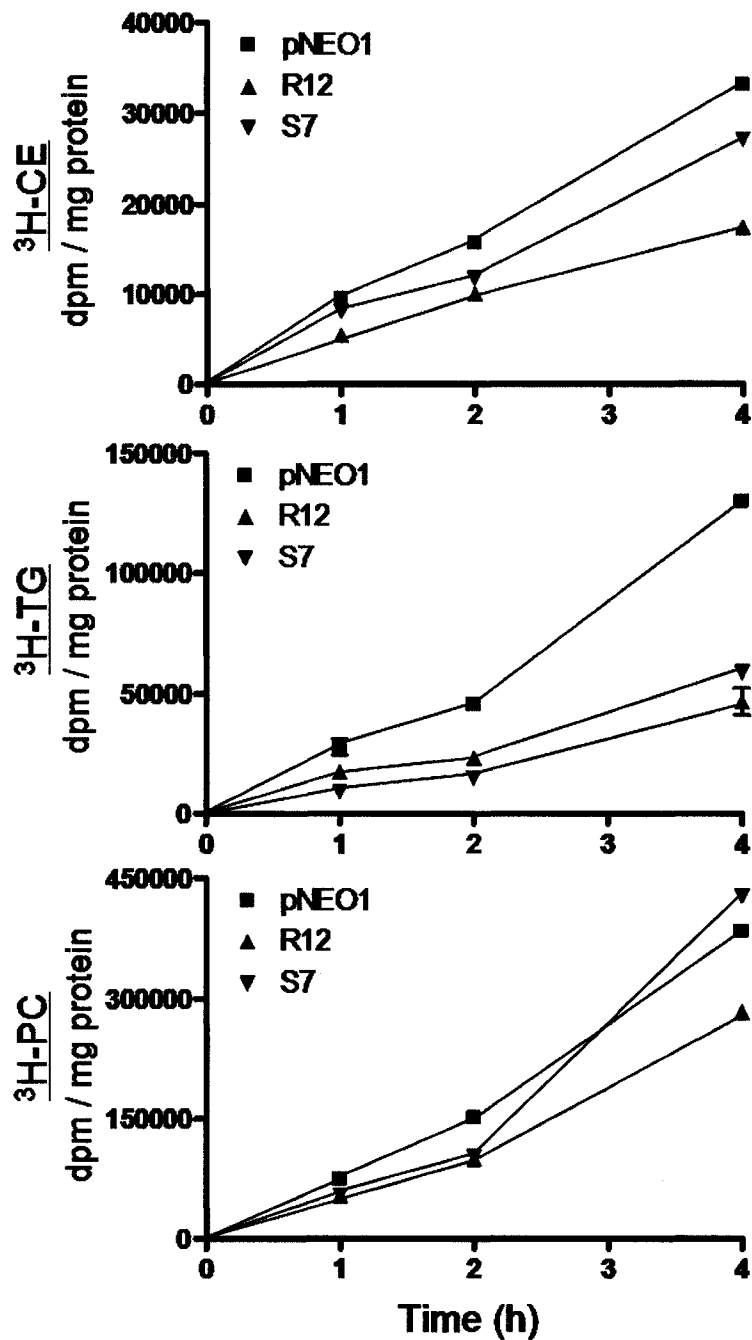 40000
30000
20000
10000
0
pNEO1
R12
S7
³H-CE
dpm / mg protein
0 1 2 3 4
150000
100000
50000
0
pNEO1
R12
S7
³H-TG
dpm / mg protein
0 1 2 3 4
450000
300000
150000
0
pNEO1
R12
S7
³H-PC
dpm / mg protein
0 1 2 3 4
Time (h)